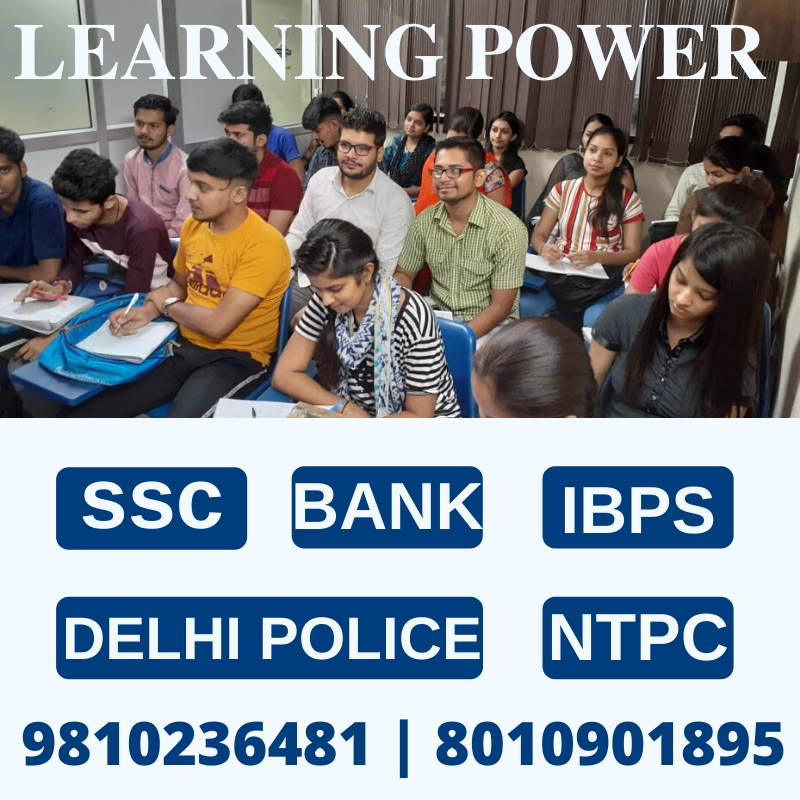 LEARNING POWER
SSC
BANK
IBPS
DELHI POLICE
NTPC
9810236481 | 8010901895